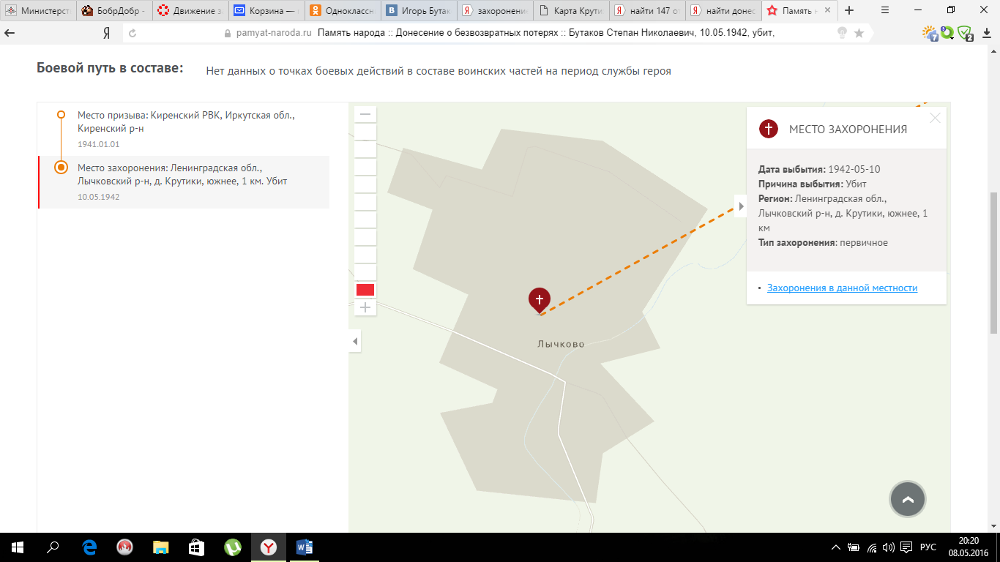 Министерст
БобрДобр -
Движение за
Корзина —
Одноклассн
Игорь Бутак
захоронени
Карта Крути
найти 147 от
найти донес
Память н
pamyat-naroda.ru Память народа :: Донесение о безвозвратных потерях :: Бутаков Степан Николаевич, 10.05.1942, убит,
7
2
Боевой путь в составе:
Нет данных о точках боевых действий в составе воинских частей на период службы героя
Место призыва: Киренский РВК, Иркутская обл.,
Киренский р-н
1941.01.01
Место захоронения: Ленинградская обл.,
Лычковский р-н, д. Крутики, южнее, 1 км. Убит
10.05.1942
Лычково
МЕСТО ЗАХОРОНЕНИЯ
Дата выбытия: 1942-05-10
Причина выбытия: Убит
Регион: Ленинградская обл.,
Лычковский р-н, д. Крутики, южнее, 1
км
Тип захоронения: первичное
Захоронения в данной местности
РУС
20:20
08.05.2016